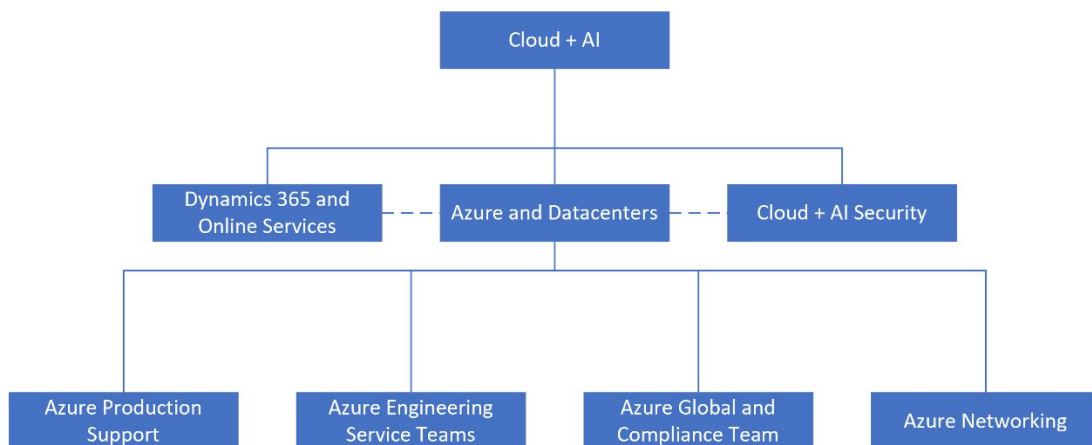 Cloud + AI
Dynamics 365 and
Online Services
Azure and Datacenters
Cloud + AI Security
Azure Production
Support
Azure Engineering
Service Teams
Azure Global and
Compliance Team
Azure Networking